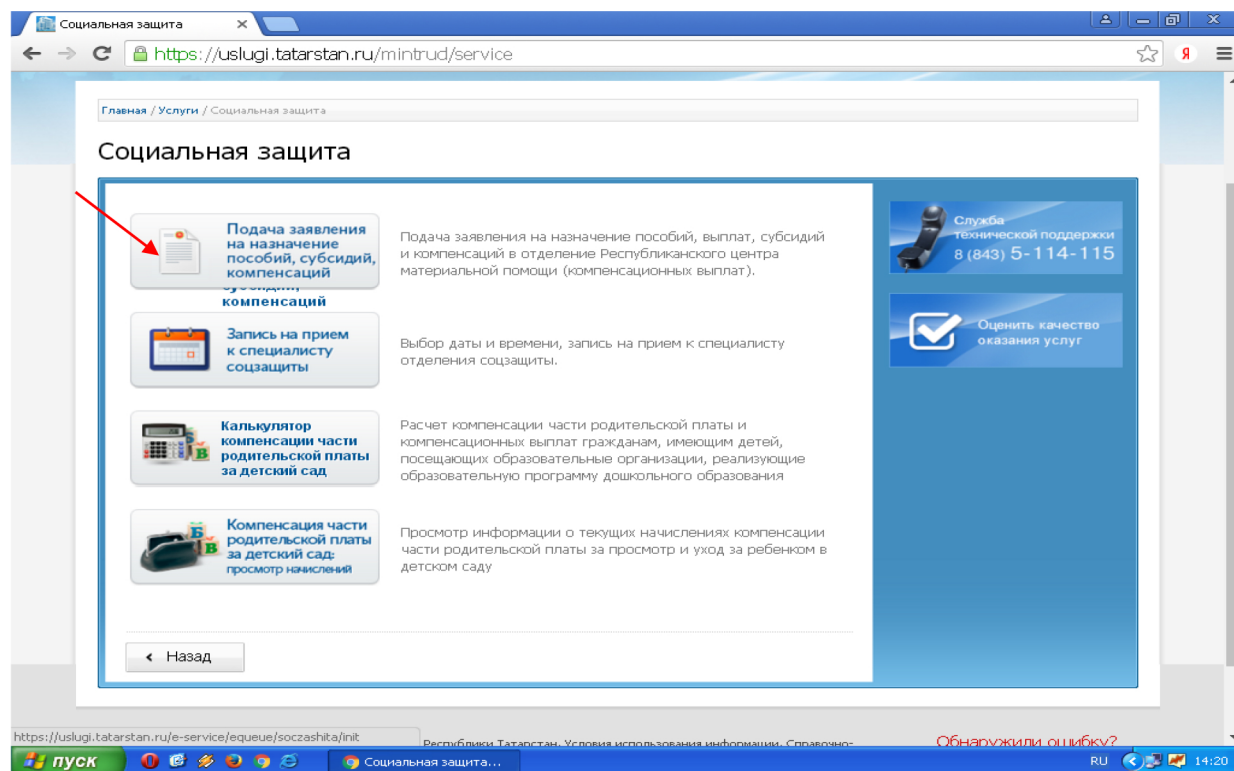 Социальная защита
https://uslugi.tatarstan.ru/mintrud/service
Я
Главная / Услуги / Социальная защита
Социальная защита
Подача заявления
на назначение
пособий, субсидий,
компенсаций
компенсаций
Подача заявления на назначение пособий, выплат, субсидий
и компенсаций в отделение Республиканского центра
материальной помощи (компенсационных выплат).
Запись на прием
к специалисту
соцзащиты
Выбор даты и времени, запись на прием к специалисту
отделения соцзащиты.
Калькулятор
компенсации части
родительской платы
за детский сад
Расчет компенсации части родительской платы и
компенсационных выплат гражданам, имеющим детей,
посещающих образовательные организации, реализующие
образовательную программу дошкольного образования
Компенсация части
родительской платы
за детский сад:
просмотр начислений
Просмотр информации о текущих начислениях компенсации
части родительской платы за просмотр и уход за ребенком в
детском саду
Назад
Служба
технической поддержки
8 (843) 5-114-115
Оценить качество
оказания услуг
https://uslugi.tatarstan.ru/e-service/equeue/soczashita/init
Республики Татарстан. Условия использования информации. Справочно-
Обнаружили ошибку?
пуск
Социальная защита...
RU
14:20